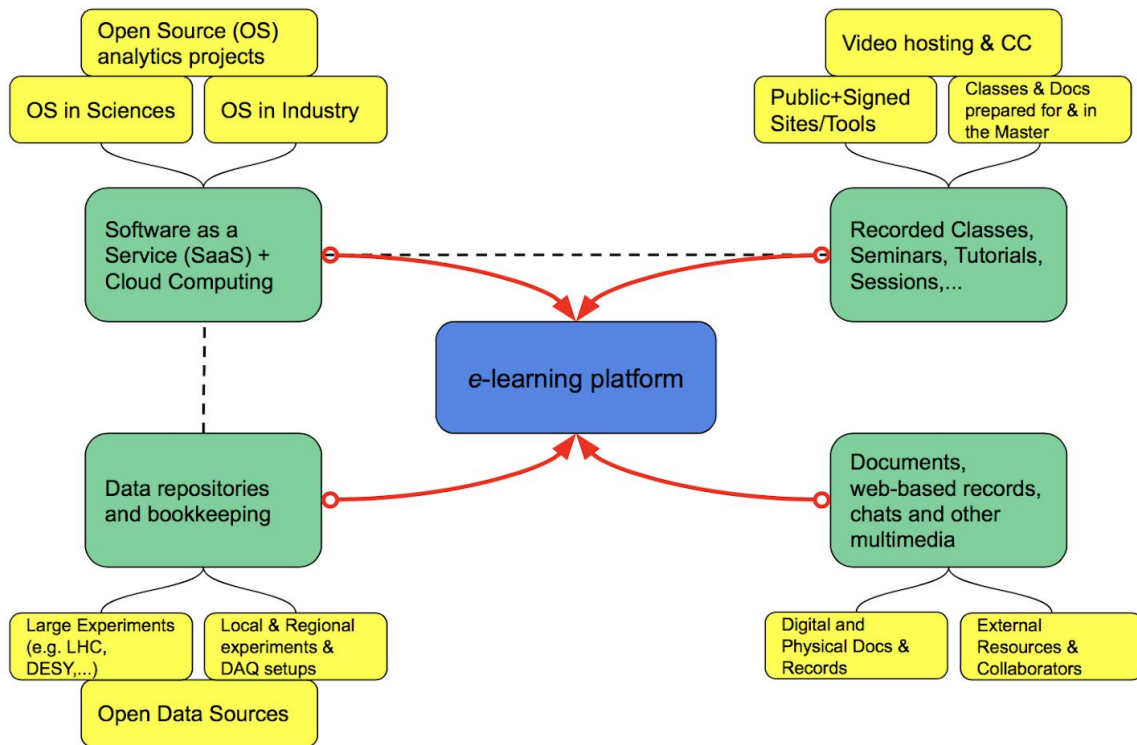 Open Source (OS)
analytics projects
OS in Sciences
OS in Industry
Video hosting & CC
Public+Signed
Sites/Tools
Classes & Docs
prepared for & in
the Master
Software as a
Service (SaaS) +
Cloud Computing
Recorded Classes,
Seminars, Tutorials,
Sessions,...
e-learning platform
Data repositories
and bookkeeping
Documents,
web-based records,
chats and other
multimedia
Large Experiments
(e.g. LHC,
DESY,...)
Local & Regional
experiments &
DAQ setups
Open Data Sources
Digital and
Physical Docs &
Records
External
Resources &
Collaborators